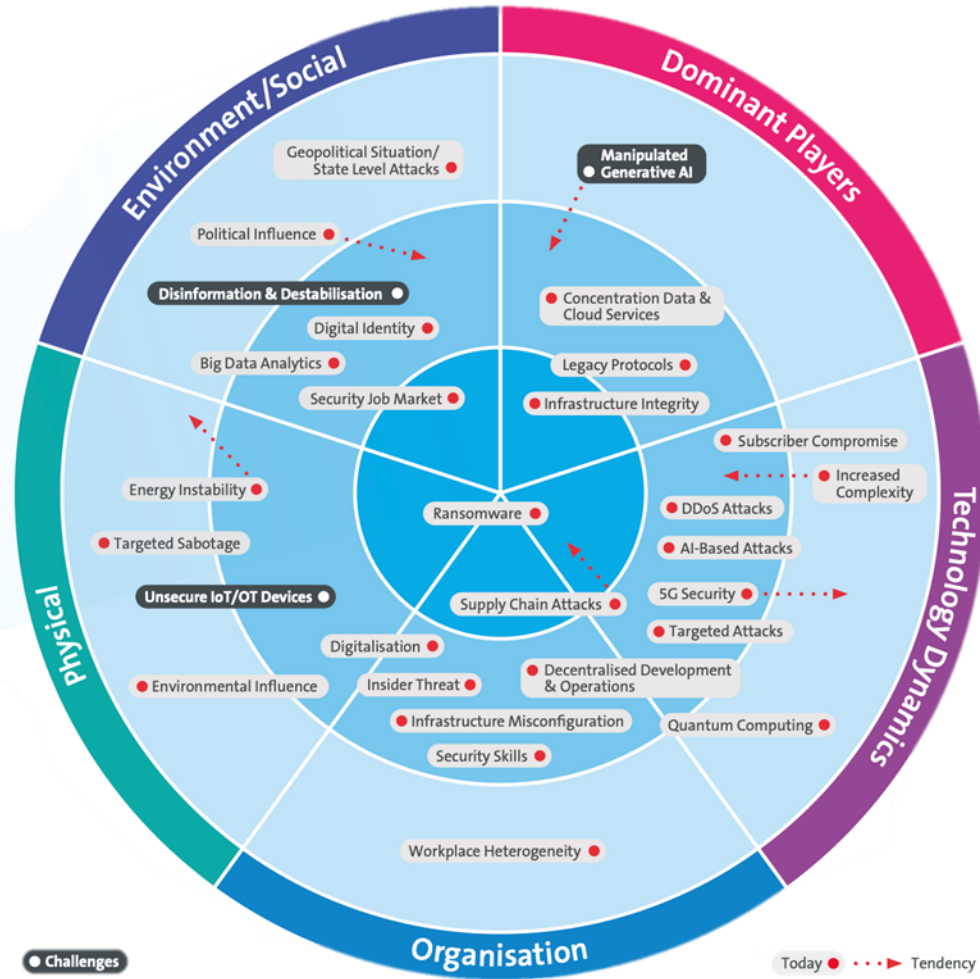 Environment/Social
Dominant Players
Geopolitical Situation/
State Level Attacks
Manipulated
Generative AI
Political Influence
Disinformation & Destabilisation
Concentration Data &
Cloud Services
Digital Identity
Big Data Analytics
Legacy Protocols
Security Job Market
Infrastructure Integrity
Subscriber Compromise
Increased
Complexity
Energy Instability
Ransomware
DDoS Attacks
Targeted Sabotage
AI-Based Attacks
Unsecure IoT/OT Devices
Supply Chain Attacks
5G Security
Targeted Attacks
Physical
Technology Dynamics
Digitalisation
Environmental Influence
Insider Threat
Decentralised Development
& Operations
Infrastructure Misconfiguration
Quantum Computing
Security Skills
Workplace Heterogeneity
Organisation
Challenges
Today
Tendency